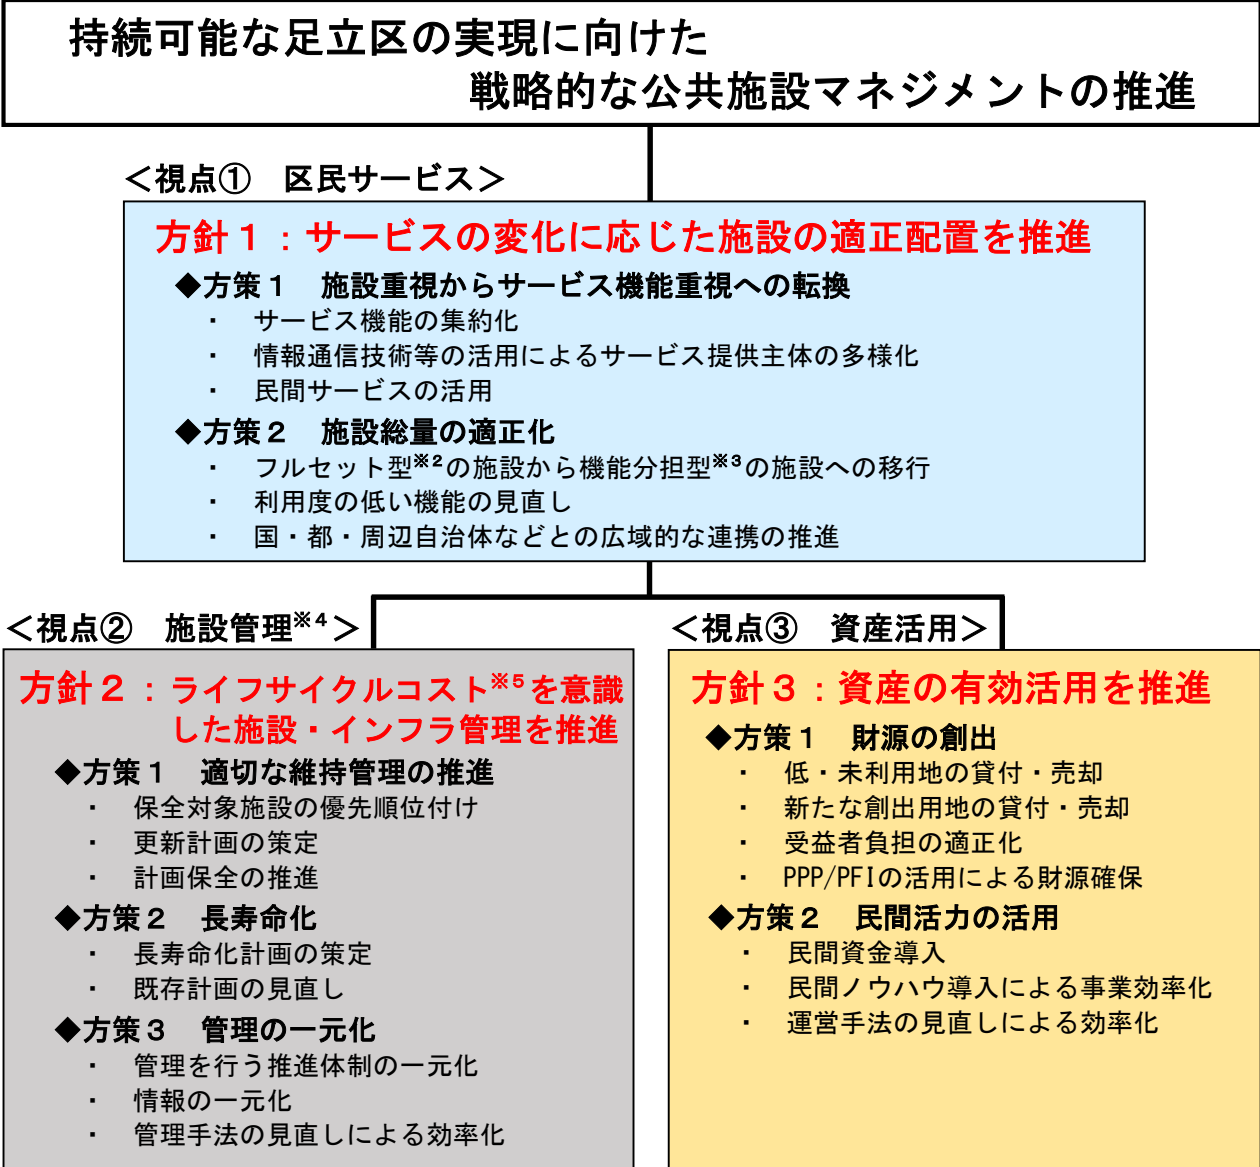 持続可能な足立区の実現に向けた
戦略的な公共施設マネジメントの推進
＜視点①　区民サービス＞
方針１：サービスの変化に応じた施設の適正配置を推進
◆方策１　施設重視からサービス機能重視への転換
・　サービス機能の集約化
・　情報通信技術等の活用によるサービス提供主体の多様化
・　民間サービスの活用
◆方策２　施設総量の適正化
・　フルセット型※2の施設から機能分担型※3の施設への移行
・　利用度の低い機能の見直し
・　国・都・周辺自治体などとの広域的な連携の推進
＜視点②　施設管理※4＞
方針２：ライフサイクルコスト※5を意識
した施設・インフラ管理を推進
◆方策１　適切な維持管理の推進
・　保全対象施設の優先順位付け
・　更新計画の策定
・　計画保全の推進
◆方策２　長寿命化
・　長寿命化計画の策定
・　既存計画の見直し
◆方策３　管理の一元化
・　管理を行う推進体制の一元化
・　情報の一元化
・　管理手法の見直しによる効率化
＜視点③　資産活用＞
方針３：資産の有効活用を推進
◆方策１　財源の創出
・　低・未利用地の貸付・売却
・　新たな創出用地の貸付・売却
・　受益者負担の適正化
・　PPP/PFIの活用による財源確保
◆方策２　民間活力の活用
・　民間資金導入
・　民間ノウハウ導入による事業効率化
・　運営手法の見直しによる効率化